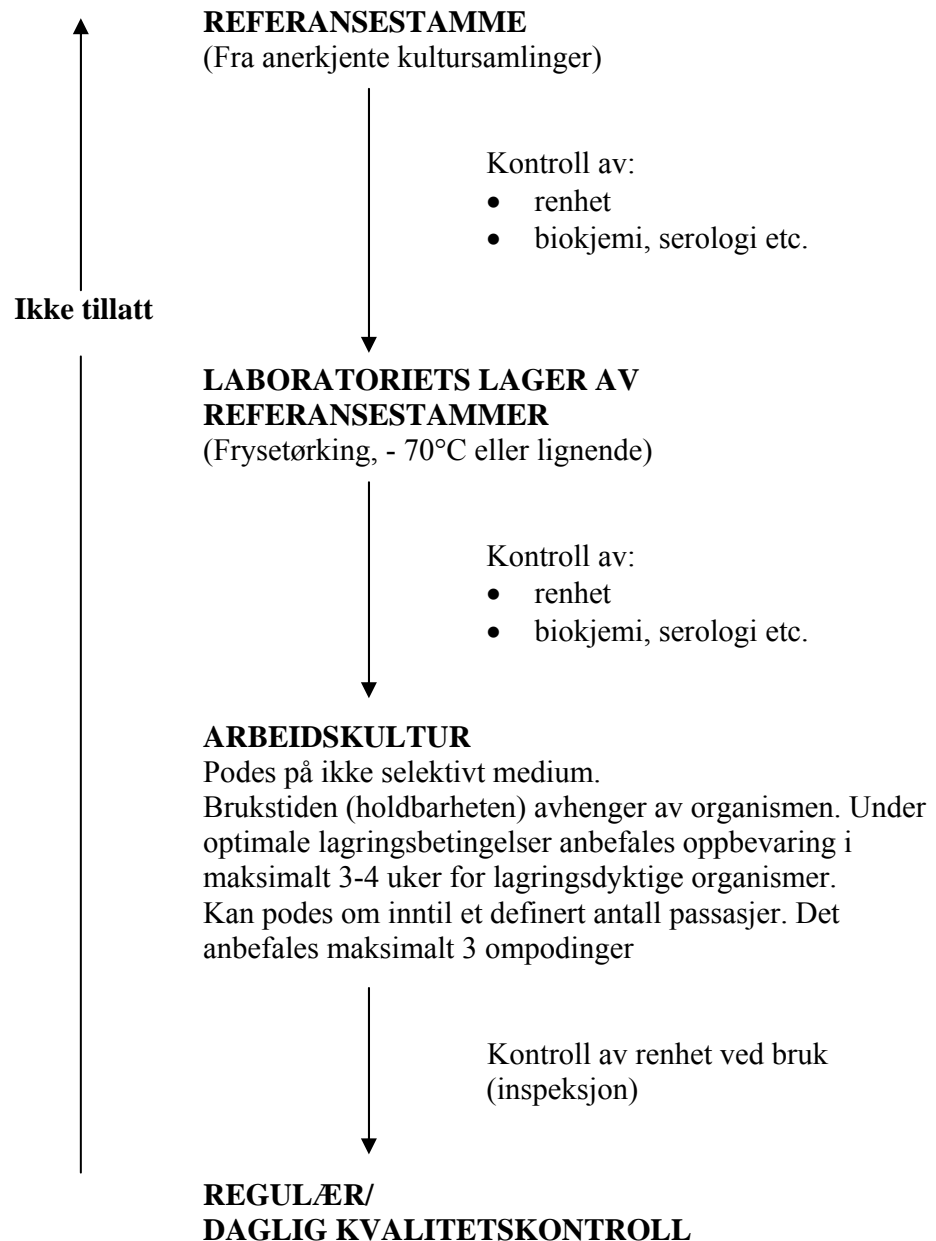 REFERANSESTAMME
(Fra anerkjente kultursamlinger)
Kontroll av:
• renhet
• biokjemi, serologi etc.
Ikke tillatt
LABORATORIETS LAGER AV
REFERANSESTAMMER
(Frysetørking, - 70°C eller lignende)
Kontroll av:
• renhet
• biokjemi, serologi etc.
ARBEIDSKULTUR
Podes på ikke selektivt medium.
Brukstiden (holdbarheten) avhenger av organismen. Under
optimale lagringsbetingelser anbefales oppbevaring i
maksimalt 3-4 uker for lagringsdyktige organismer.
Kan podes om inntil et definert antall passasjer. Det
anbefales maksimalt 3 ompodinger
Kontroll av renhet ved bruk
(inspeksjon)
REGULÆR/
DAGLIG KVALITETSKONTROLL